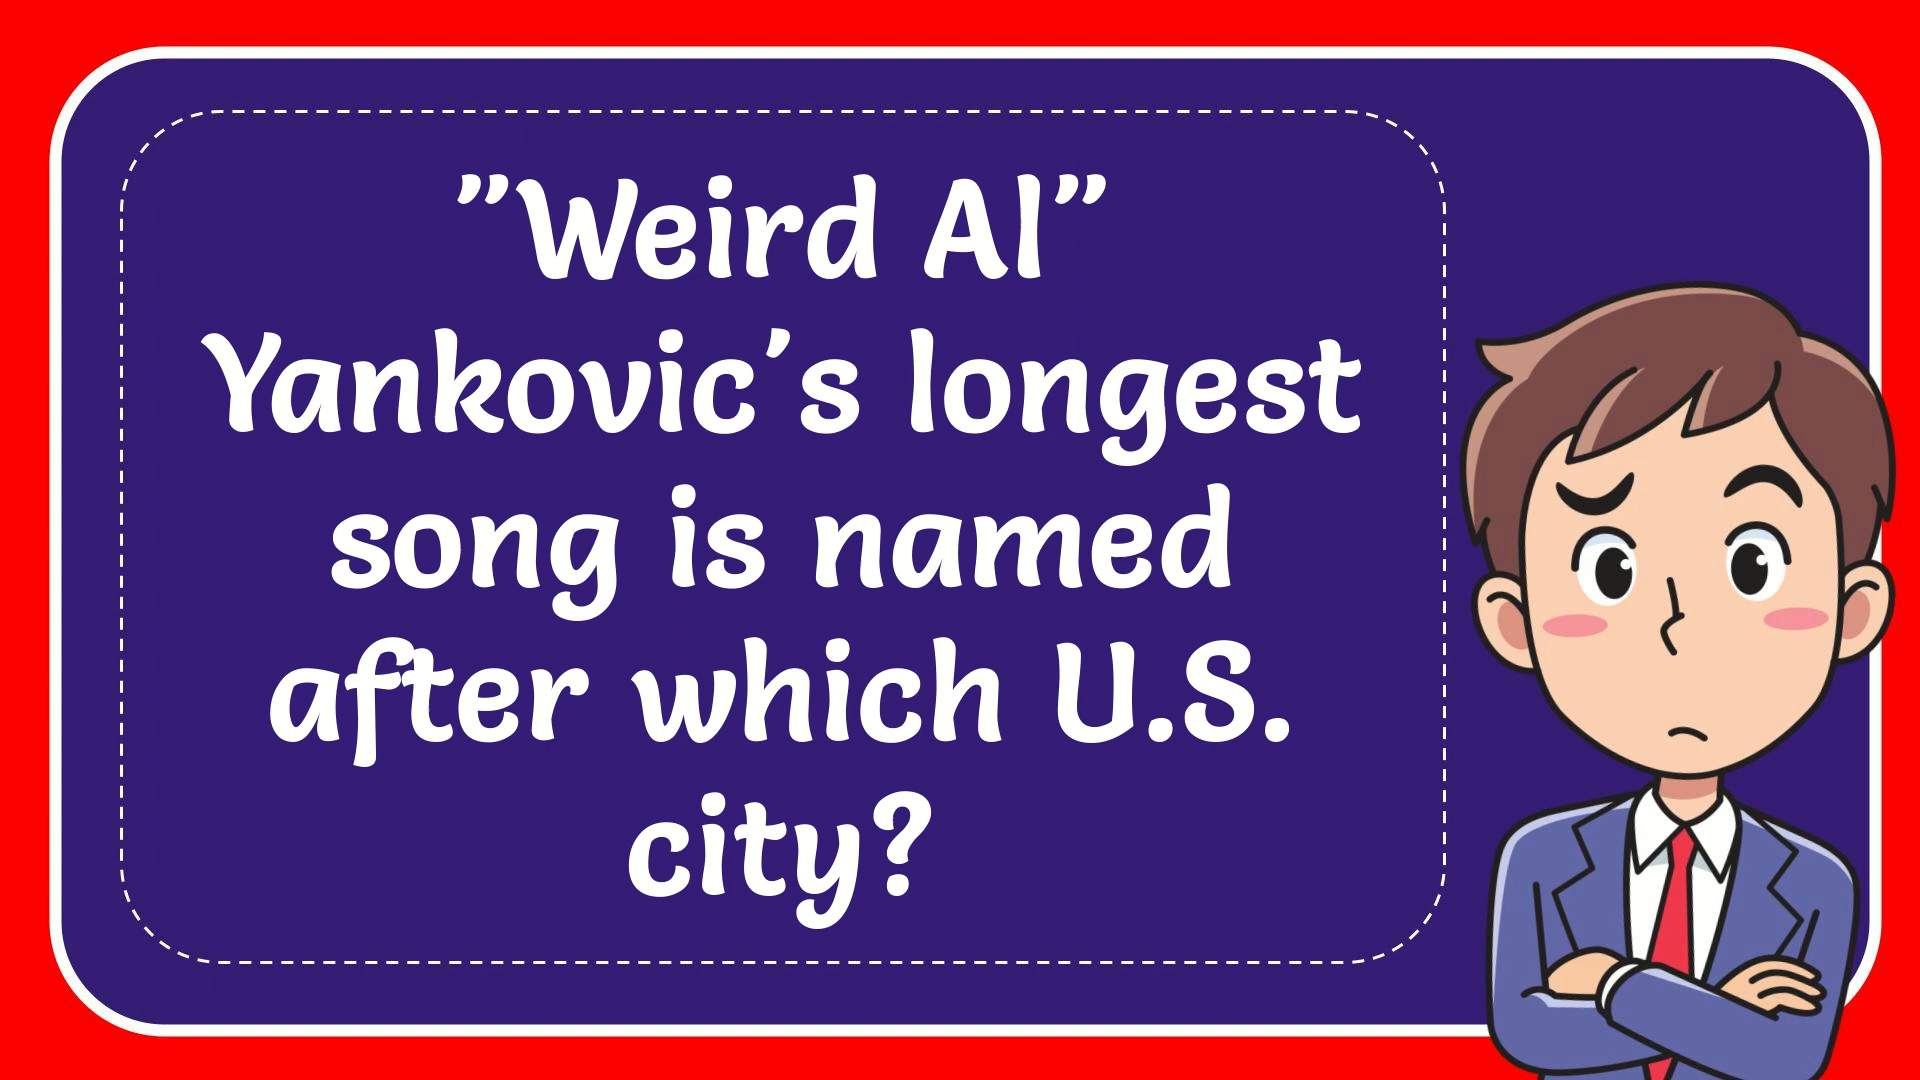 ”Weird Al”
Yankovic’s longest
song is named
after which U.S.
city?